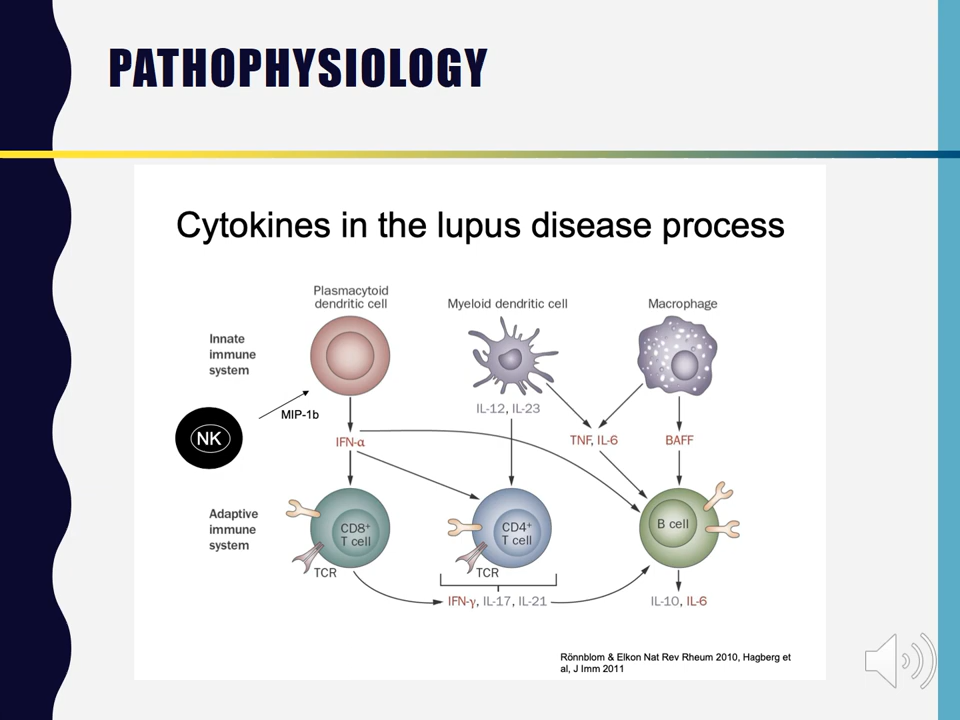 PATHOPHYSIOLOGY
Cytokines in the lupus disease process
Plasmacytoid
dendritic cell
Myeloid dendritic cell
Macrophage
Innate
immune
system
MIP-1b
NK
IL-12, IL-23
IFN-α
TNF, IL-6
BAFF
Adaptive
immune
system
CD8+
T cell
CD4+
T cell
B cell
TCR
TCR
IFN-γ, IL-17, IL-21
IL-10, IL-6
Rönnblom & Elkon Nat Rev Rheum 2010, Hagberg et
al, J Imm 2011